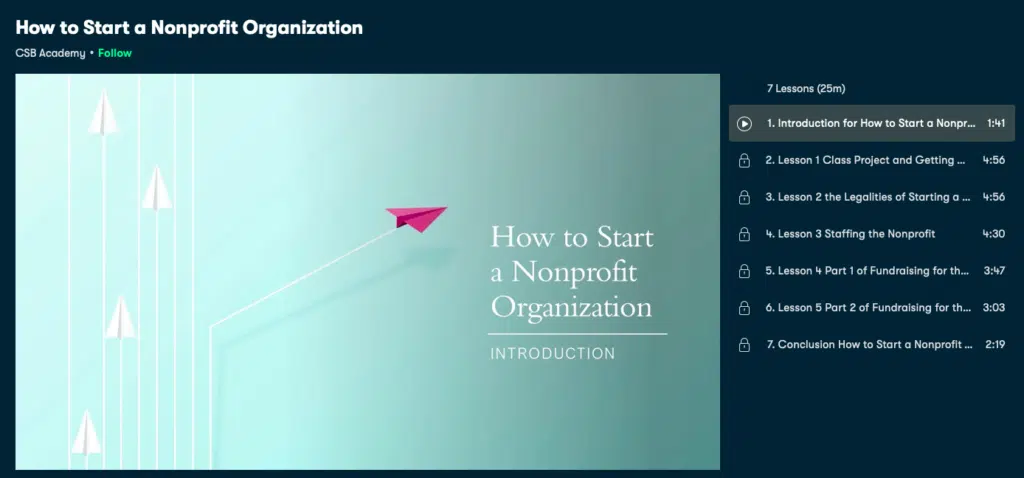 How to Start a Nonprofit Organization
CSB Academy • Follow
How to Start
a Nonprofit
Organization
INTRODUCTION
7 Lessons (25m)
1. Introduction for How to Start a Nonpr... 1:41
2. Lesson 1 Class Project and Getting ... 4:56
3. Lesson 2 the Legalities of Starting a ... 4:56
4. Lesson 3 Staffing the Nonprofit 4:30
5. Lesson 4 Part 1 of Fundraising for th... 3:47
6. Lesson 5 Part 2 of Fundraising for th... 3:03
7. Conclusion How to Start a Nonprofit ... 2:19